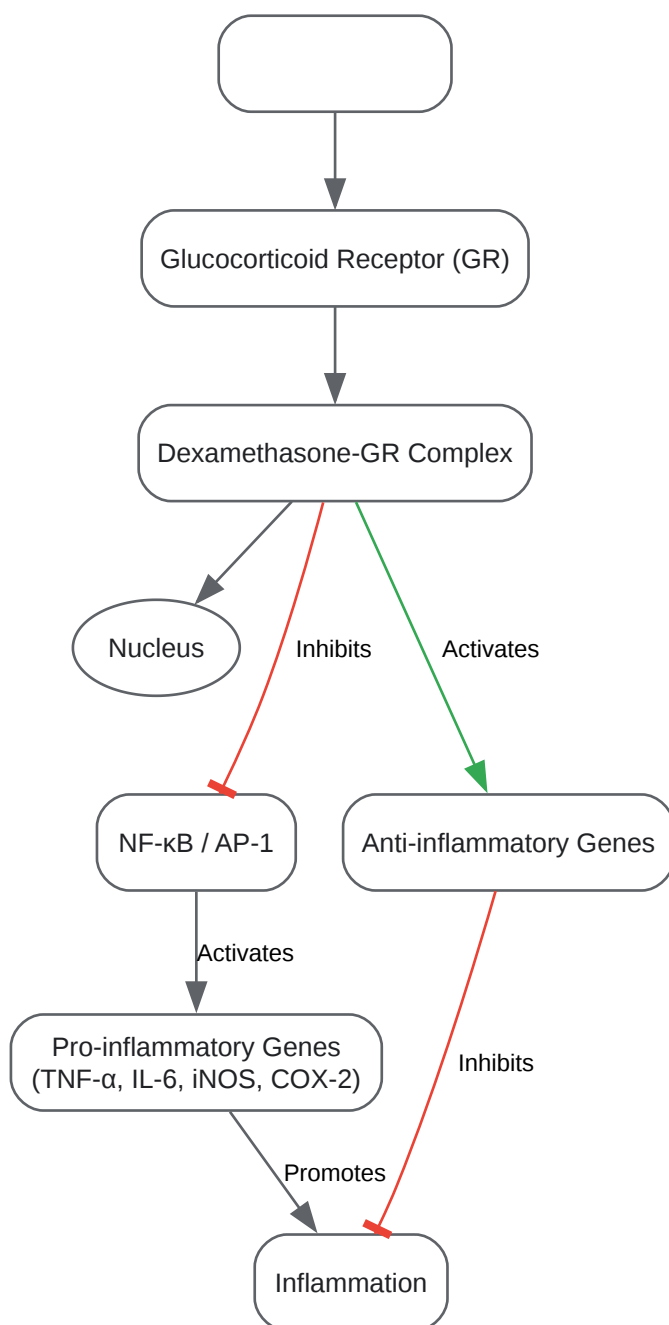 Glucocorticoid Receptor (GR)
Dexamethasone-GR Complex
Nucleus
Inhibits
Activates
NF-κB / AP-1
Anti-inflammatory Genes
Activates
Pro-inflammatory Genes
(TNF-α, IL-6, iNOS, COX-2)
Inhibits
Promotes
Inflammation